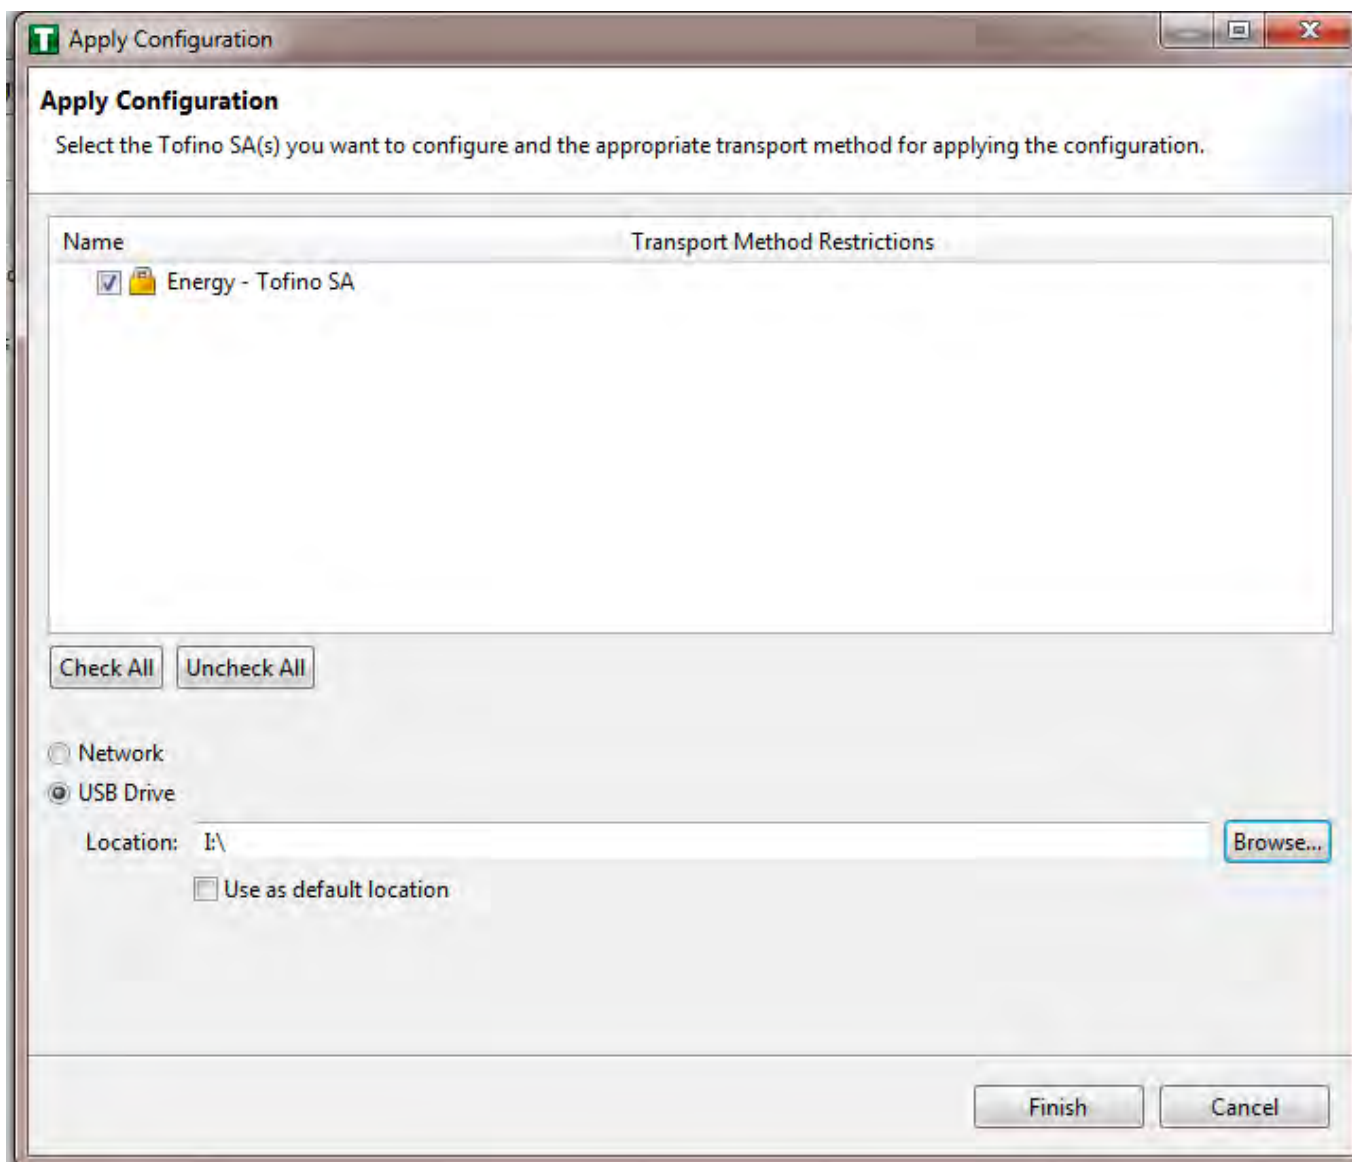 Apply Configuration
Apply Configuration
Select the Tofino SA(s) you want to configure and the appropriate transport method for applying the configuration.
Name Transport Method Restrictions
Energy - Tofino SA
Check All Uncheck All
Network
USB Drive
Location: I:\ Browse...
Use as default location
Finish Cancel